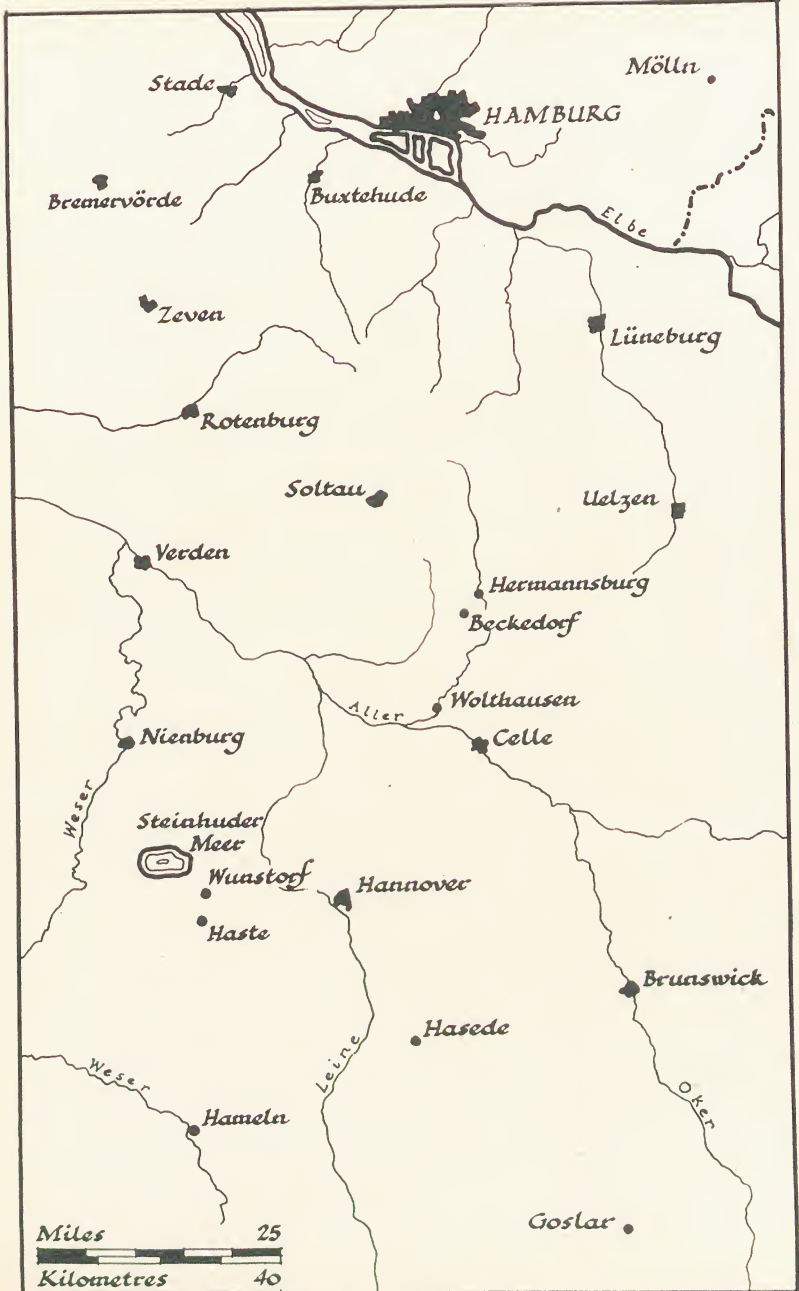 Mölln
Stade
HAMBURG
Bremervörde
Buxtehude
Elbe
Zeven
Lüneburg
Rotenburg
Soltau
Uelzen
Verden
Hermannsburg
Beckedorf
Wolthausen
Aller
Nienburg
Celle
Weser
Steinhuder
Meer
Wunstorf
Hannover
Haste
Brunswick
Hasede
Leine
Weser
Oker
Hameln
Goslar
Miles 25
Kilometres 40